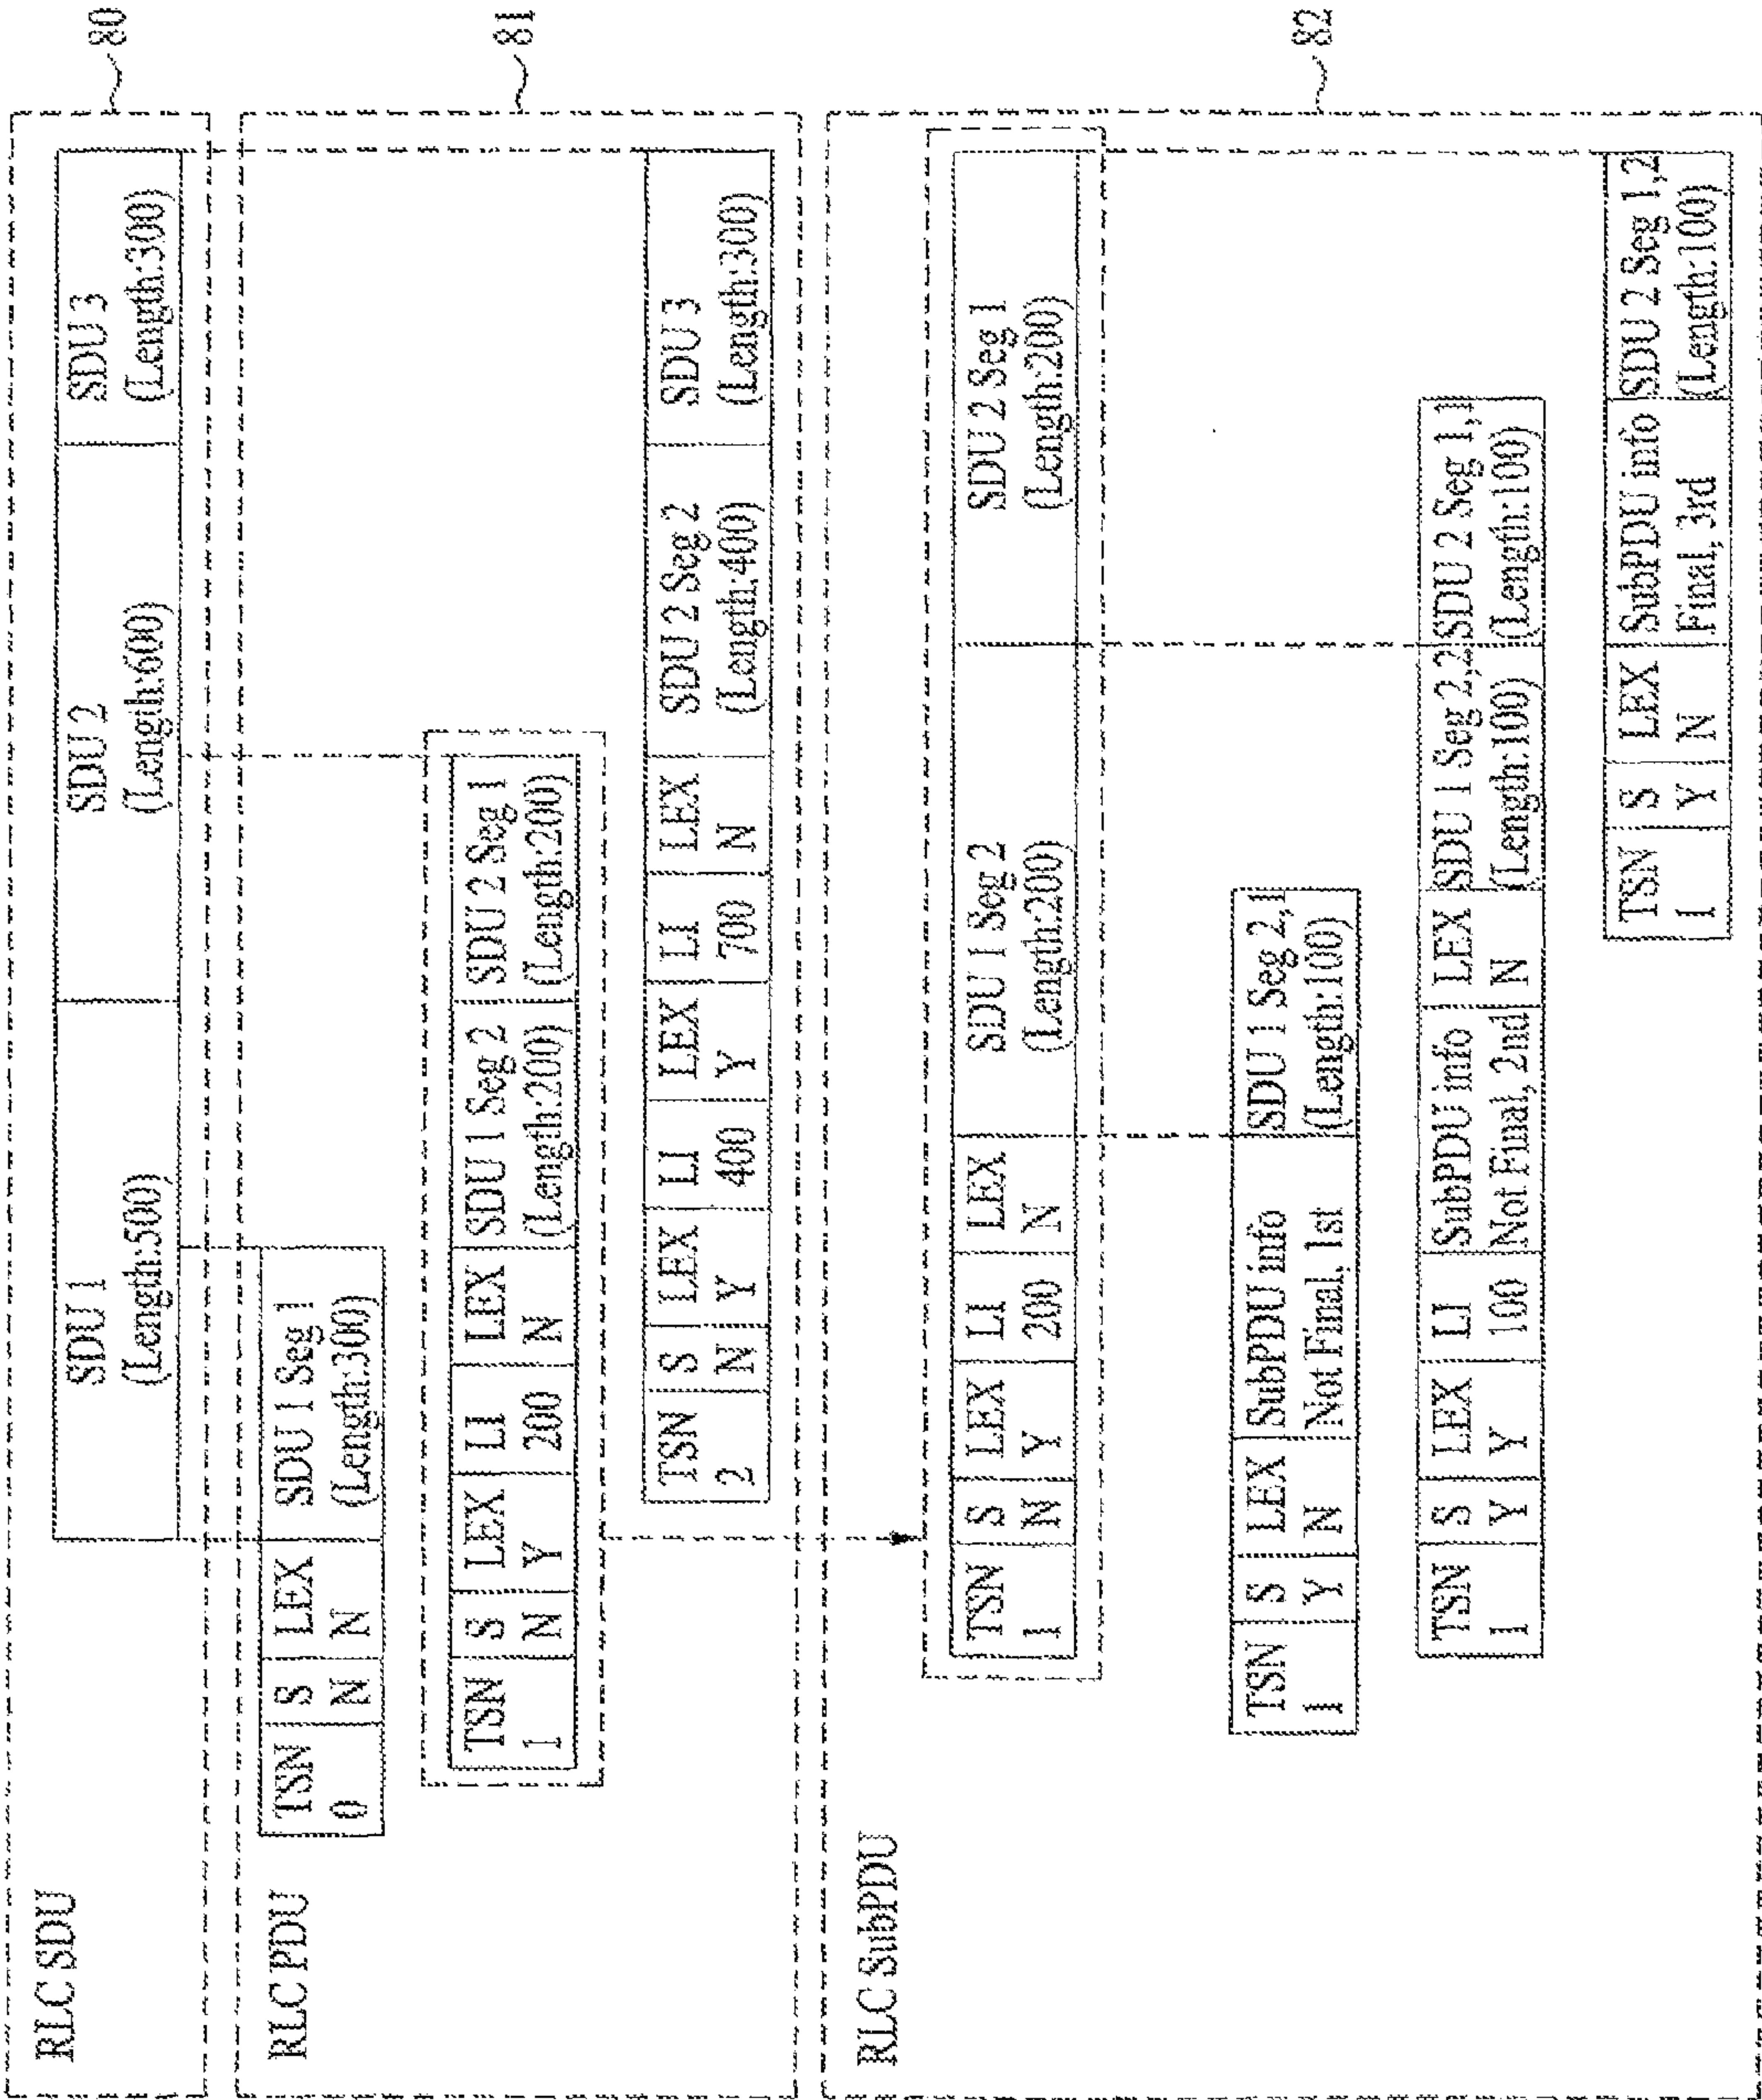 RLC SDU
SDU 1
(Length:500)
SDU 2
(Length:600)
SDU 3
(Length:300)
80
RLC PDU
TSN S LEX SDU 1 Seg 1
0 N N (Length:300)
TSN S LEX LI LEX SDU 1 Seg 2 SDU 2 Seg 1
1 N Y 200 N (Length:200) (Length:200)
TSN S LEX LI LEX LI LEX SDU 2 Seg 2 SDU 3
2 N Y 400 Y 700 N (Length:400) (Length:300)
81
RLC SubPDU
TSN S LEX LI LEX SDU 1 Seg 2 SDU 2 Seg 1
1 N Y 200 N (Length:200) (Length:200)
TSN S LEX SubPDU info SDU 1 Seg 2,1
1 Y N Not Final, 1st (Length:100)
TSN S LEX LI SubPDU info LEX SDU 1 Seg 2,2 SDU 2 Seg 1,1
1 Y Y 100 Not Final, 2nd N (Length:100) (Length:100)
TSN S LEX SubPDU info SDU 2 Seg 1,2
1 Y N Final, 3rd (Length:100)
82